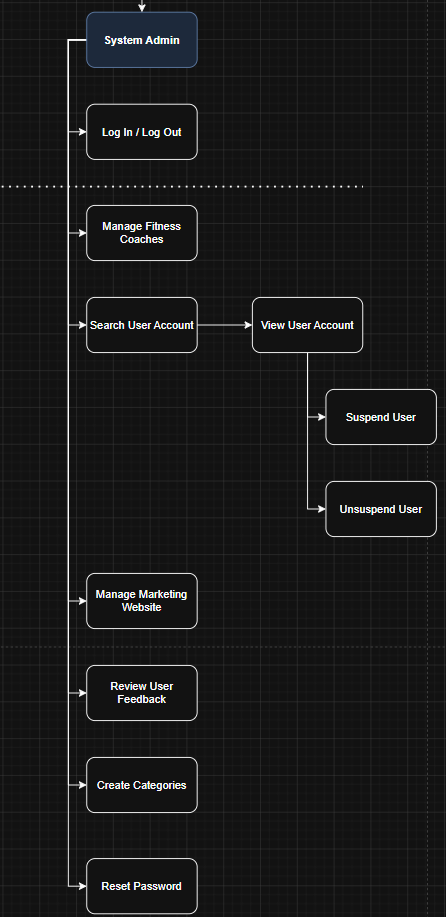 System Admin
Log In / Log Out
Manage Fitness
Coaches
Search User Account
View User Account
Suspend User
Unsuspend User
Manage Marketing
Website
Review User
Feedback
Create Categories
Reset Password